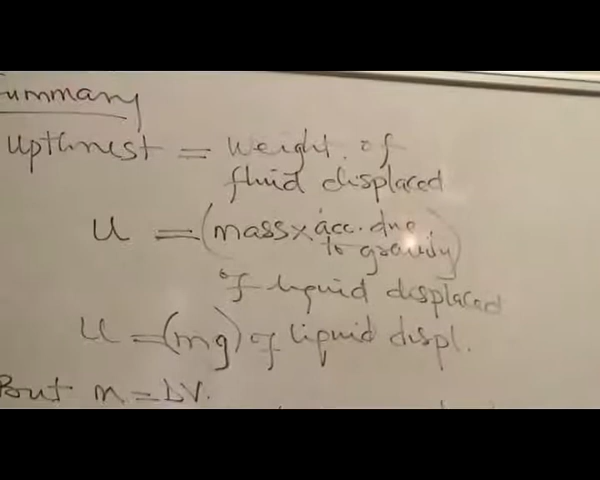 Summary
upthrust = weight of
fluid displaced
U = (mass x acc. due
to gravity)
of liquid displaced
U = (mg) of liquid displ.
But m = DV.